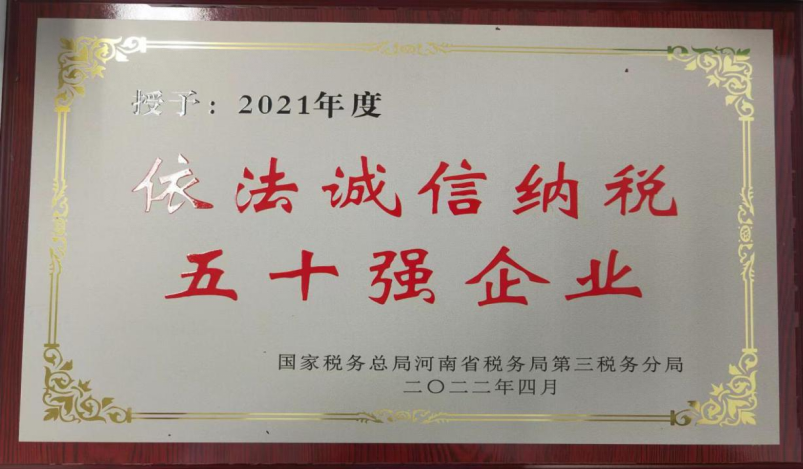 授予：2021年度
依法诚信纳税
五十强企业
国家税务总局河南省税务局第三税务分局
二〇二二年四月